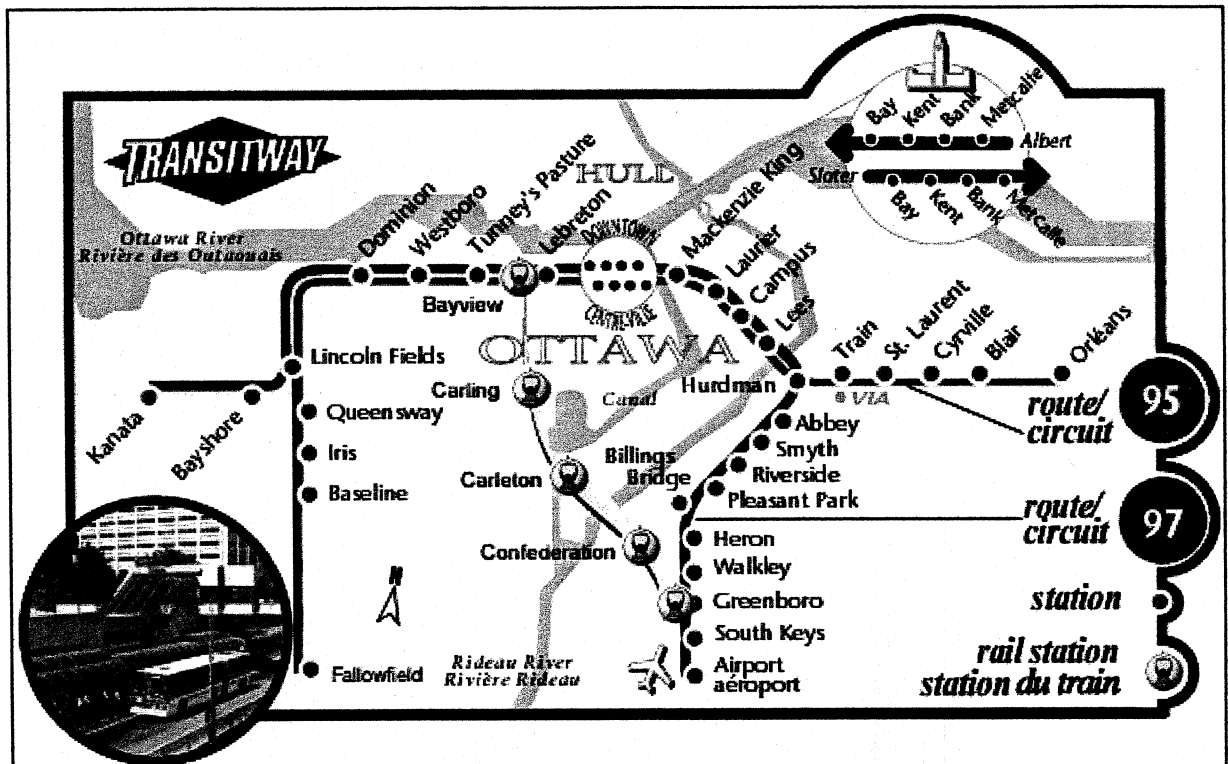 TRANSITWAY
HULL
Ottawa River
Rivière des Outaouais
Bay
Kent
Bank
Metcalfe
Albert
Slater
Bay
Kent
Bank
Metcalfe
Dominion
Westboro
Tunney's Pasture
Bayview
Lebreton
DOWNTOWN
CENTRE-VILLE
Mackenzie King
Laurier
Campus
Lees
OTTAWA
Hurdman
Train
St. Laurent
Cyrville
Blair
Orléans
VIA
Kanata
Bayshore
Lincoln Fields
Queensway
Iris
Baseline
Fallowfield
Carling
Carleton
Confederation
Canal
Abbey
Smyth
Riverside
Pleasant Park
Billings
Bridge
Heron
Walkley
Greenboro
South Keys
Airport
aéroport
N
Rideau River
Rivière Rideau
route/
circuit
95
route/
circuit
97
station
rail station
station du train